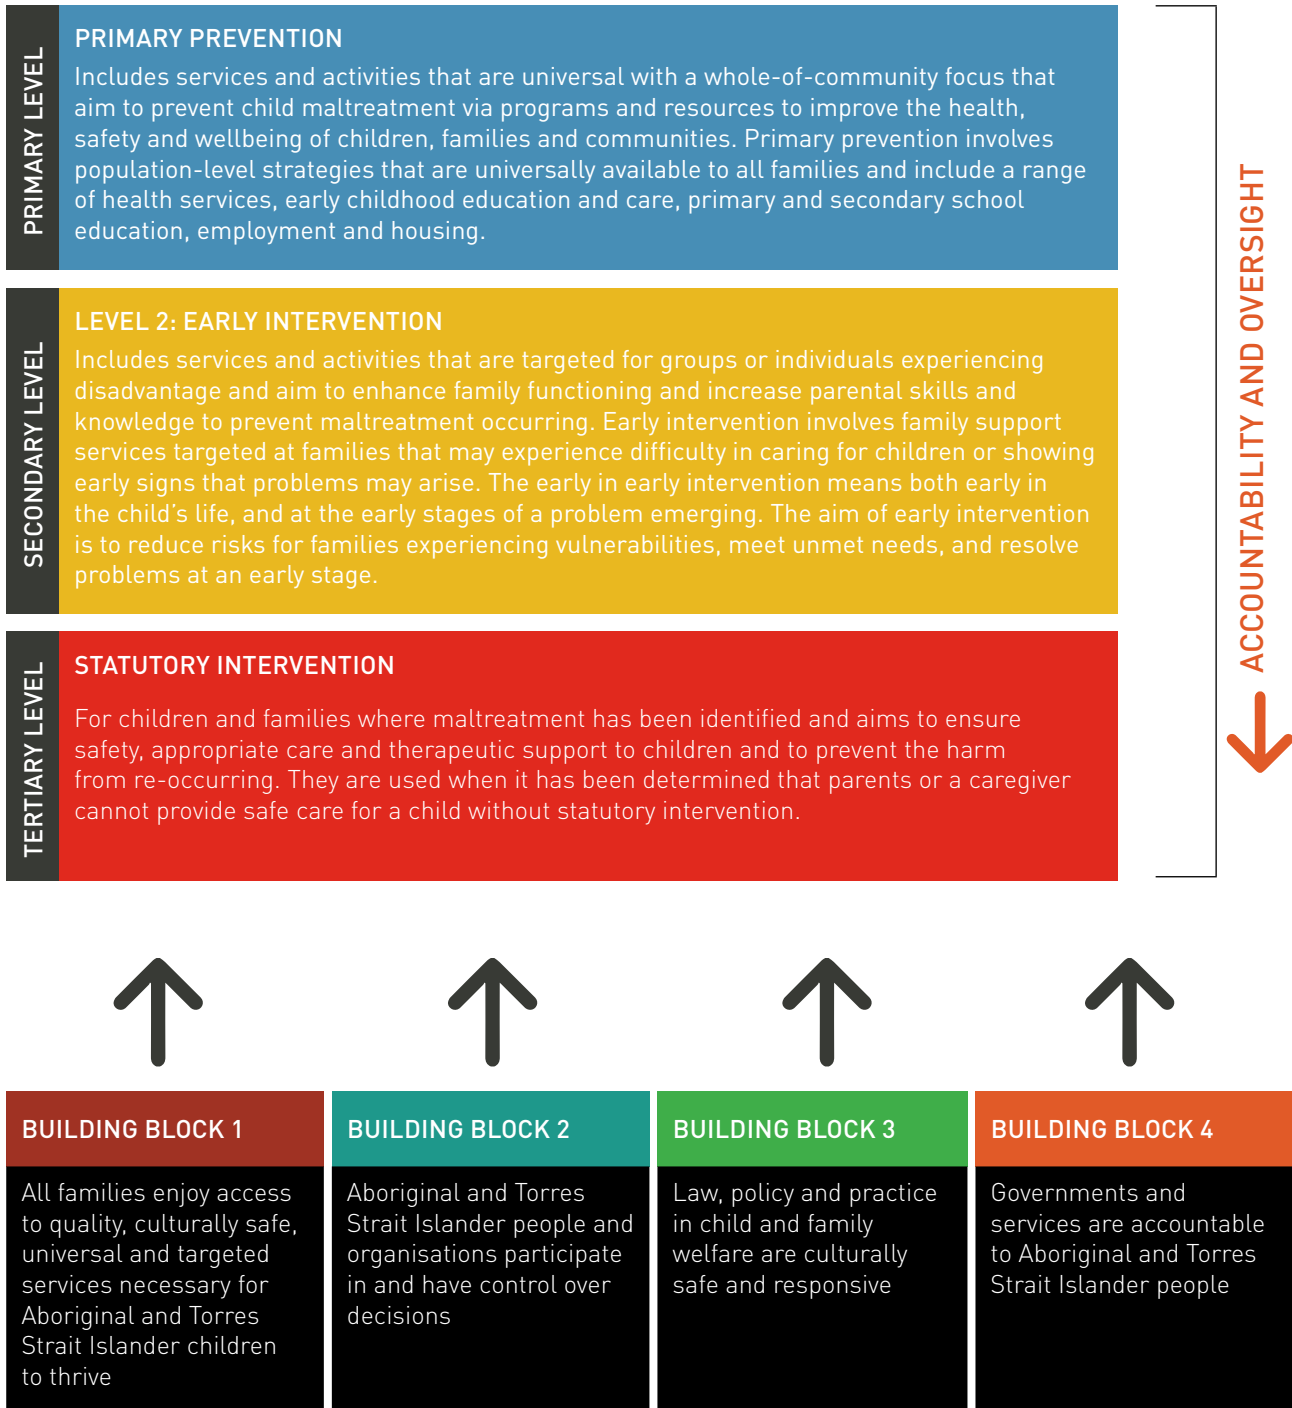 PRIMARY LEVEL
PRIMARY PREVENTION
Includes services and activities that are universal with a whole-of-community focus that
aim to prevent child maltreatment via programs and resources to improve the health,
safety and wellbeing of children, families and communities. Primary prevention involves
population-level strategies that are universally available to all families and include a range
of health services, early childhood education and care, primary and secondary school
education, employment and housing.
SECONDARY LEVEL
LEVEL 2: EARLY INTERVENTION
Includes services and activities that are targeted for groups or individuals experiencing
disadvantage and aim to enhance family functioning and increase parental skills and
knowledge to prevent maltreatment occurring. Early intervention involves family support
services targeted at families that may experience difficulty in caring for children or showing
early signs that problems may arise. The early in early intervention means both early in
the child’s life, and at the early stages of a problem emerging. The aim of early intervention
is to reduce risks for families experiencing vulnerabilities, meet unmet needs, and resolve
problems at an early stage.
TERTIARY LEVEL
STATUTORY INTERVENTION
For children and families where maltreatment has been identified and aims to ensure
safety, appropriate care and therapeutic support to children and to prevent the harm
from re-occurring. They are used when it has been determined that parents or a caregiver
cannot provide safe care for a child without statutory intervention.
ACCOUNTABILITY AND OVERSIGHT
BUILDING BLOCK 1
All families enjoy access
to quality, culturally safe,
universal and targeted
services necessary for
Aboriginal and Torres
Strait Islander children
to thrive
BUILDING BLOCK 2
Aboriginal and Torres
Strait Islander people and
organisations participate
in and have control over
decisions
BUILDING BLOCK 3
Law, policy and practice
in child and family
welfare are culturally
safe and responsive
BUILDING BLOCK 4
Governments and
services are accountable
to Aboriginal and Torres
Strait Islander people